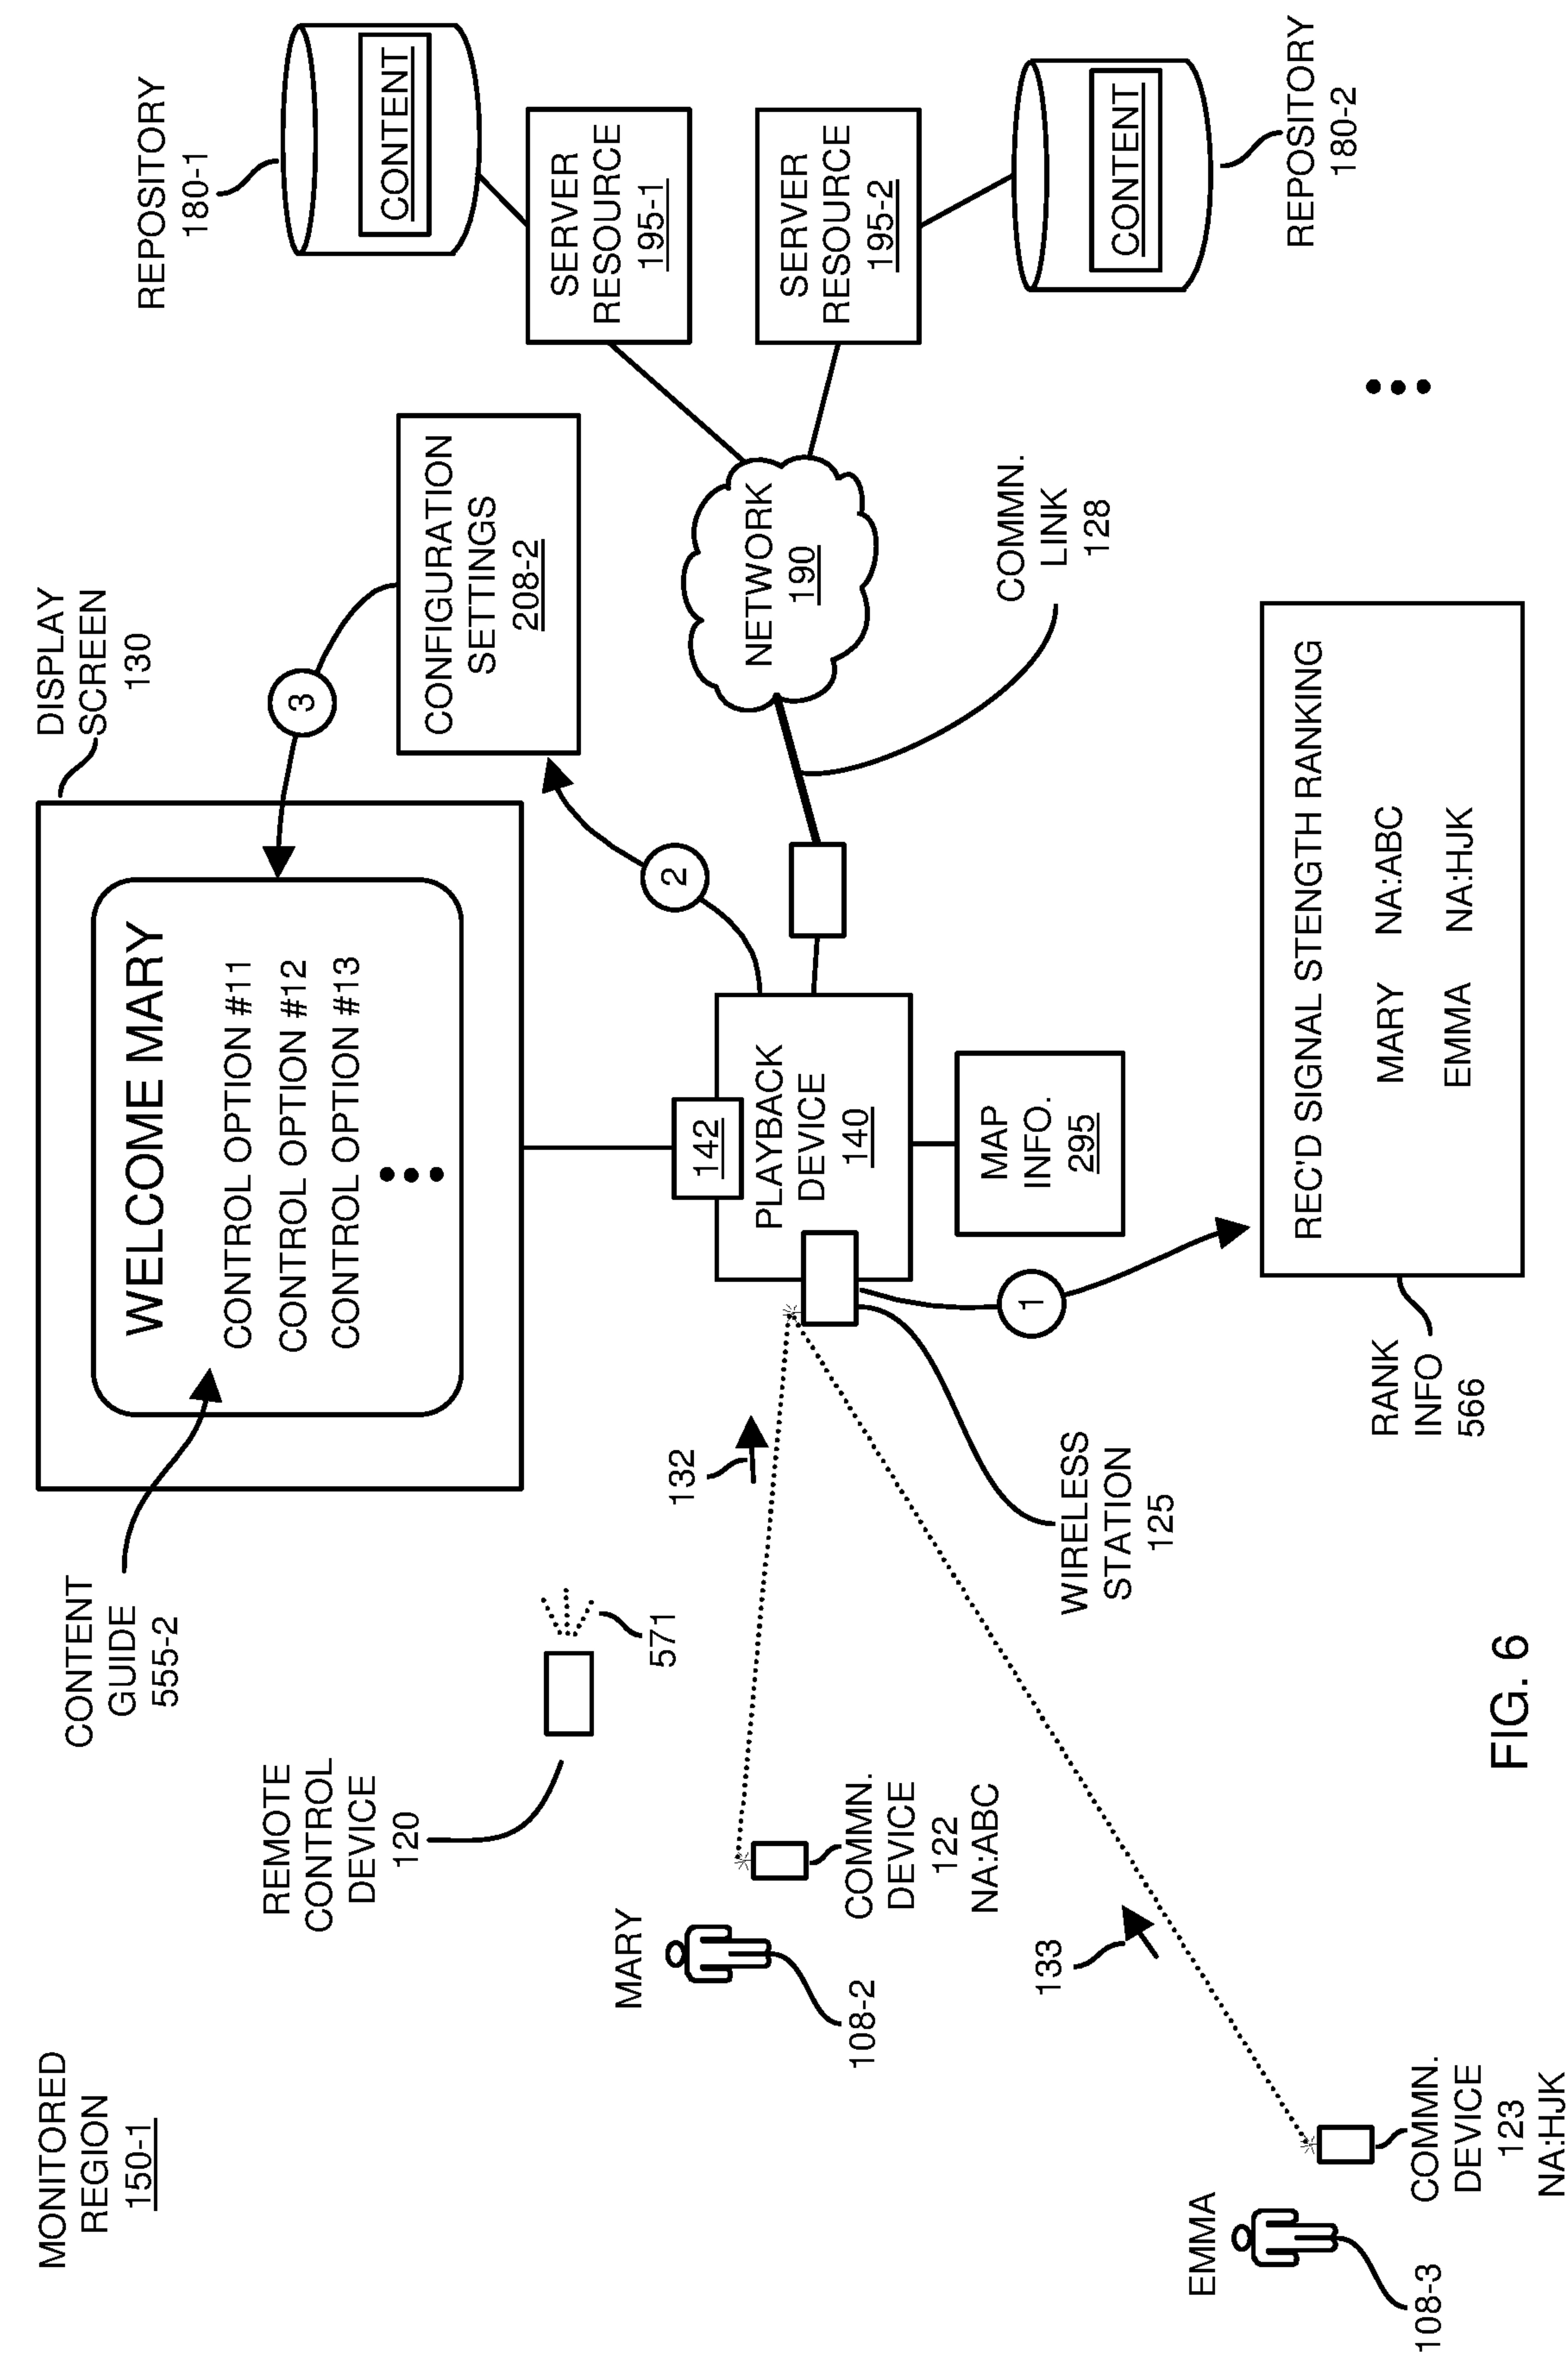 MONITORED
REGION
150-1
CONTENT
GUIDE
555-2
DISPLAY
SCREEN
130
WELCOME MARY
CONTROL OPTION #11
CONTROL OPTION #12
CONTROL OPTION #13
REPOSITORY
180-1
CONTENT
REMOTE
CONTROL
DEVICE
120
571
3
CONFIGURATION
SETTINGS
208-2
SERVER
RESOURCE
195-1
MARY
108-2
COMMN.
DEVICE
122
NA:ABC
132
142
PLAYBACK
DEVICE
140
2
NETWORK
190
SERVER
RESOURCE
195-2
COMMN.
LINK
128
CONTENT
REPOSITORY
180-2
133
WIRELESS
STATION
125
1
MAP
INFO.
295
EMMA
108-3
COMMN.
DEVICE
123
NA:HJK
RANK
INFO
566
REC'D SIGNAL STENGTH RANKING
MARY NA:ABC
EMMA NA:HJK
FIG. 6